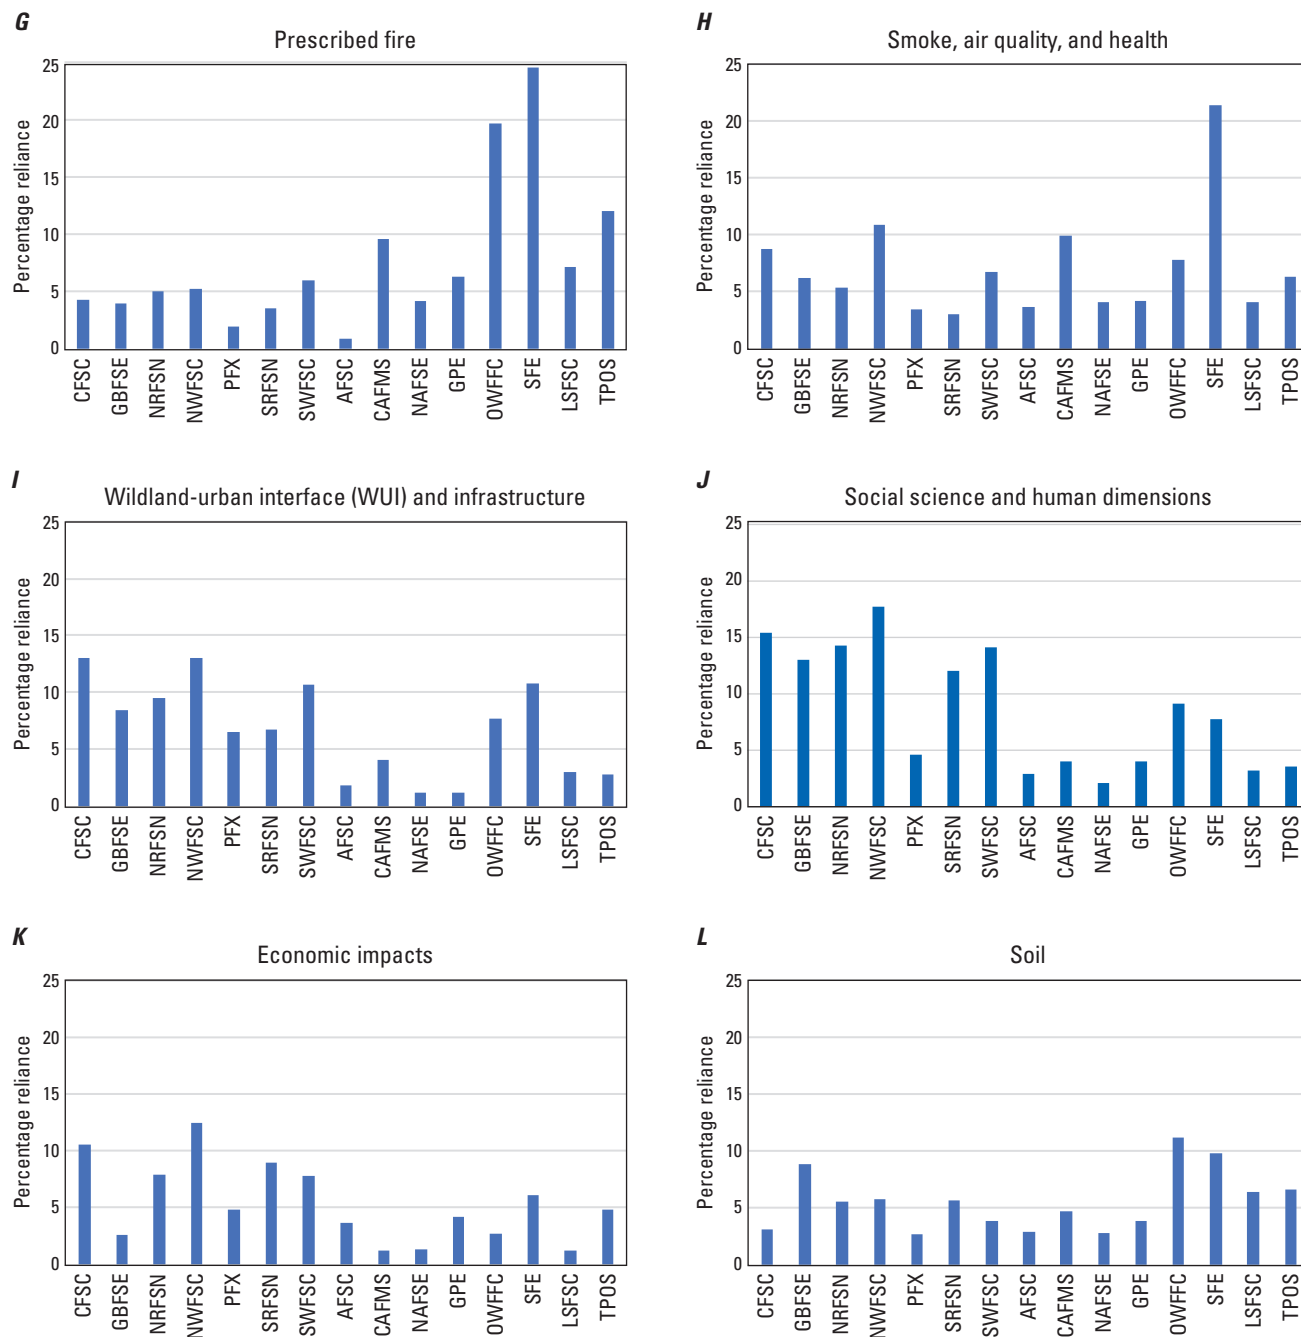 G
Prescribed fire
Percentage reliance
25
20
15
10
5
0
CFSC
GBFSE
NRFSN
NWFSC
PFX
SRFSN
SWFSC
AFSC
CAFMS
NAFSE
GPE
OWFFC
SFE
LSFSC
TPOS
H
Smoke, air quality, and health
Percentage reliance
25
20
15
10
5
0
CFSC
GBFSE
NRFSN
NWFSC
PFX
SRFSN
SWFSC
AFSC
CAFMS
NAFSE
GPE
OWFFC
SFE
LSFSC
TPOS
I
Wildland-urban interface (WUI) and infrastructure
Percentage reliance
25
20
15
10
5
0
CFSC
GBFSE
NRFSN
NWFSC
PFX
SRFSN
SWFSC
AFSC
CAFMS
NAFSE
GPE
OWFFC
SFE
LSFSC
TPOS
J
Social science and human dimensions
Percentage reliance
25
20
15
10
5
0
CFSC
GBFSE
NRFSN
NWFSC
PFX
SRFSN
SWFSC
AFSC
CAFMS
NAFSE
GPE
OWFFC
SFE
LSFSC
TPOS
K
Economic impacts
Percentage reliance
25
20
15
10
5
0
CFSC
GBFSE
NRFSN
NWFSC
PFX
SRFSN
SWFSC
AFSC
CAFMS
NAFSE
GPE
OWFFC
SFE
LSFSC
TPOS
L
Soil
Percentage reliance
25
20
15
10
5
0
CFSC
GBFSE
NRFSN
NWFSC
PFX
SRFSN
SWFSC
AFSC
CAFMS
NAFSE
GPE
OWFFC
SFE
LSFSC
TPOS